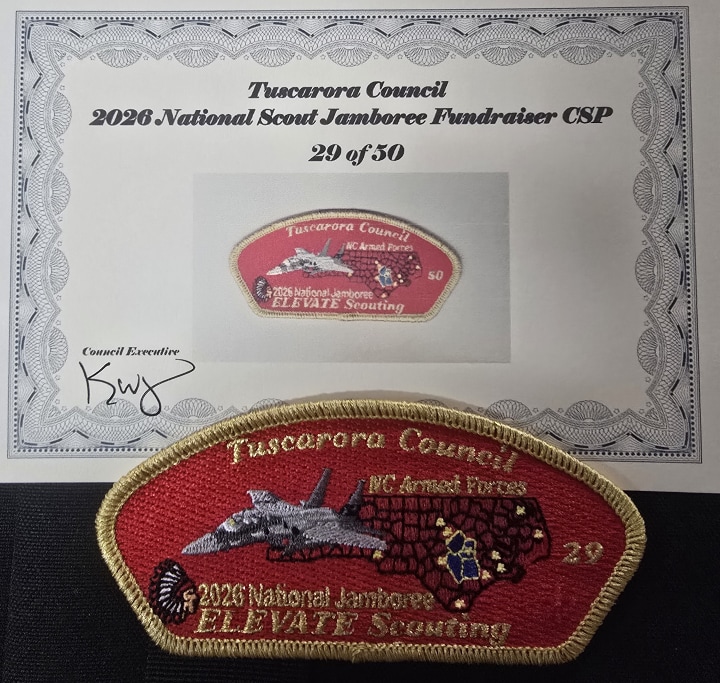 Tuscarora Council
2026 National Scout Jamboree Fundraiser CSP
29 of 50
Tuscarora Council
NC Armed Forces
50
2026 National Jamboree
ELEVATE Scouting
Council Executive
Tuscarora Council
NC Armed Forces
29
2026 National Jamboree
ELEVATE Scouting